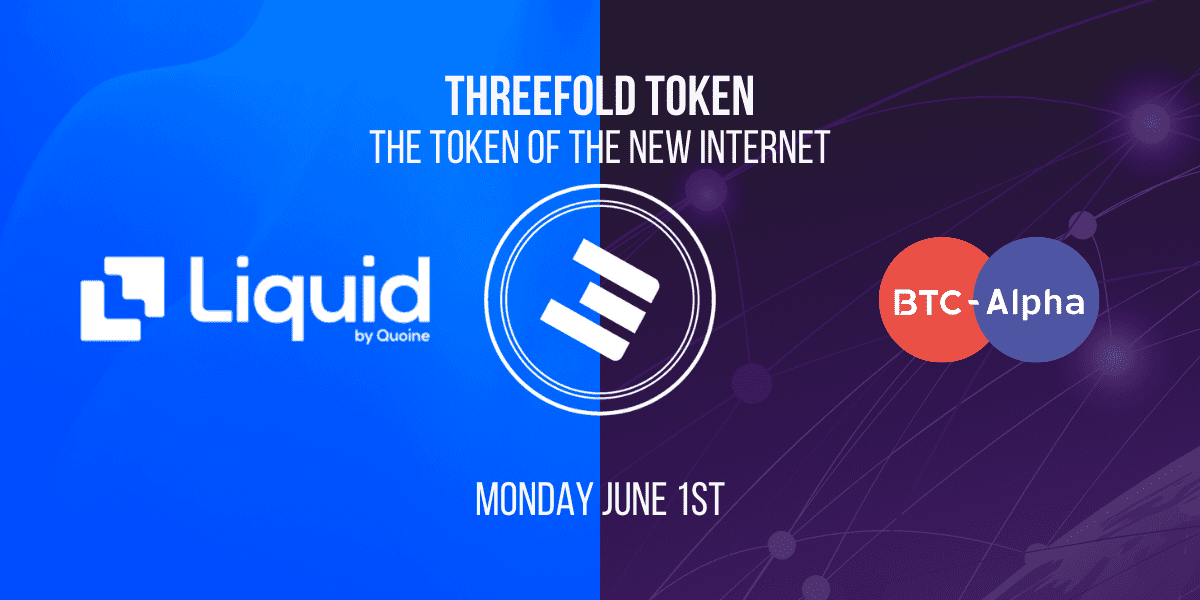 THREEFOLD TOKEN
THE TOKEN OF THE NEW INTERNET
Liquid
by Quoine
BTC-Alpha
MONDAY JUNE 1ST